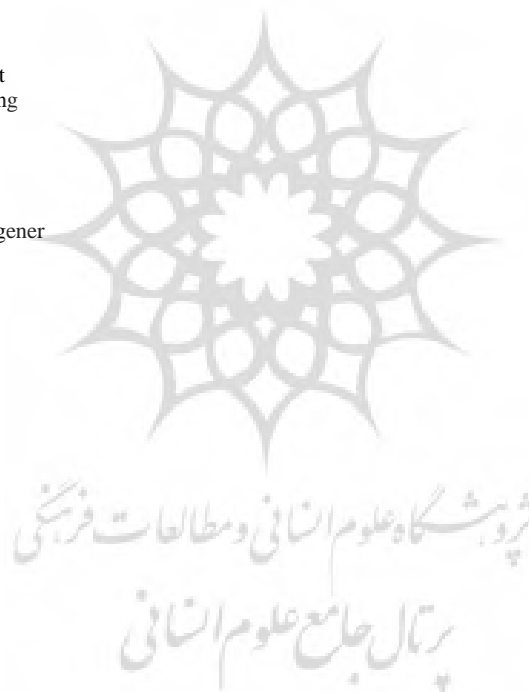 t
ng
gener
پژوهشگاه علوم انسانی و مطالعات فرهنگی
پرتال جامع علوم انسانی